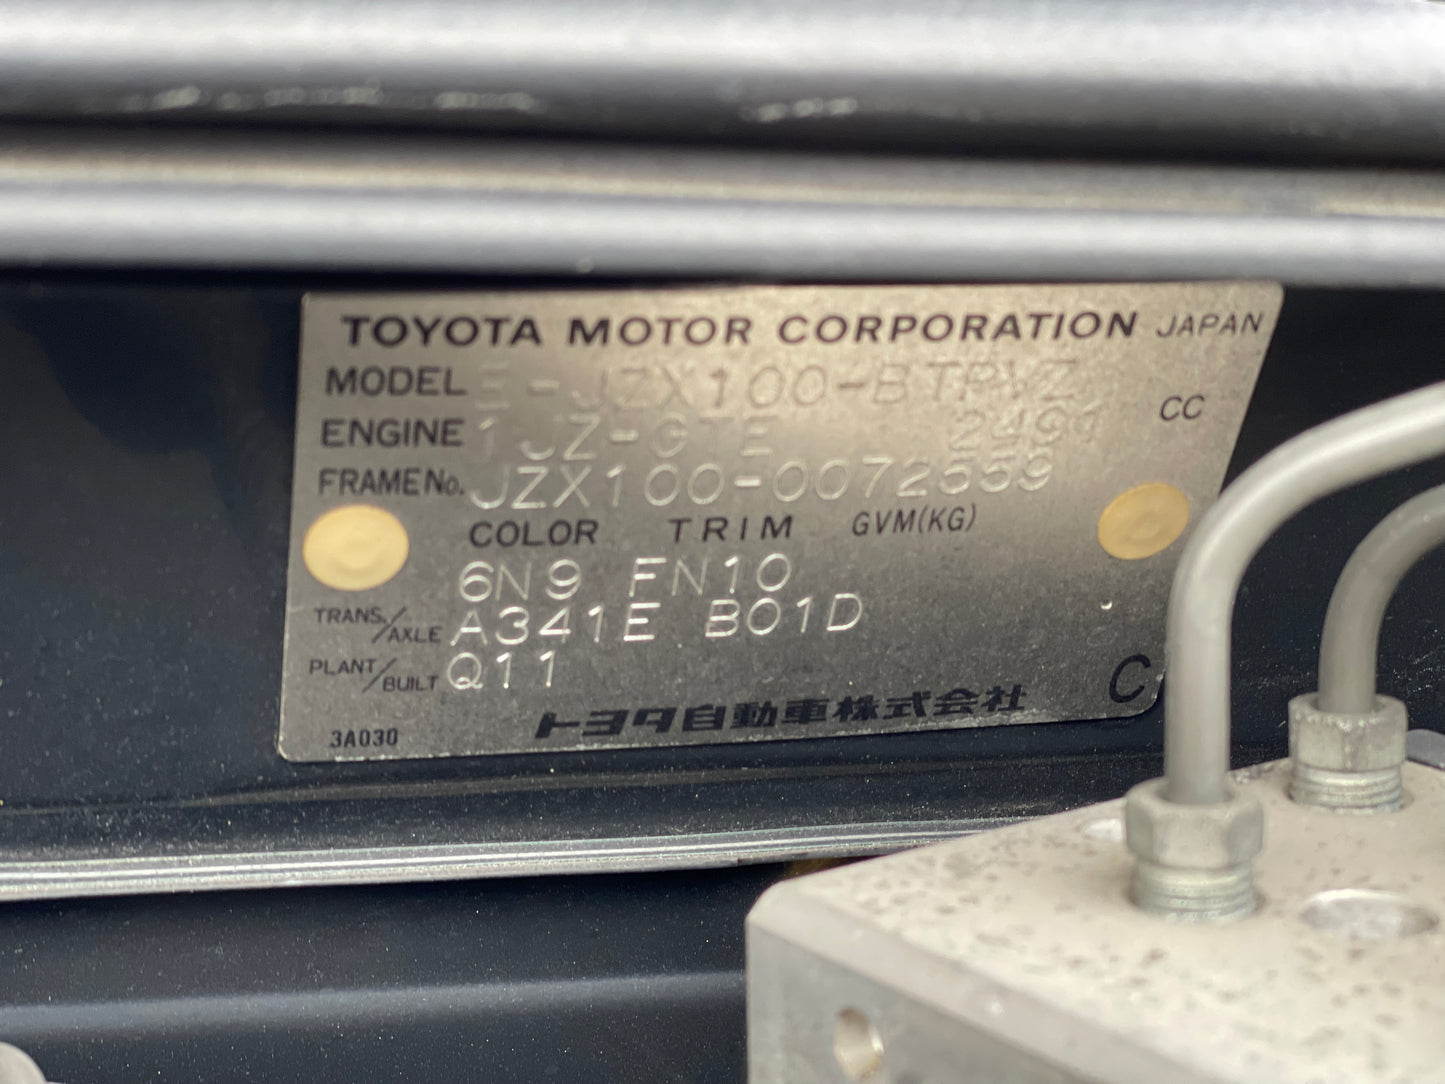 TOYOTA MOTOR CORPORATION JAPAN
MODEL E-JZX100-BTPVZ
ENGINE 1JZ-GTE 2491 CC
FRAME No. JZX100-0072559
COLOR TRIM GVM(KG)
6N9 FN10
TRANS./AXLE A341E B01D
PLANT/BUILT Q11
トヨタ自動車株式会社 C
3A030